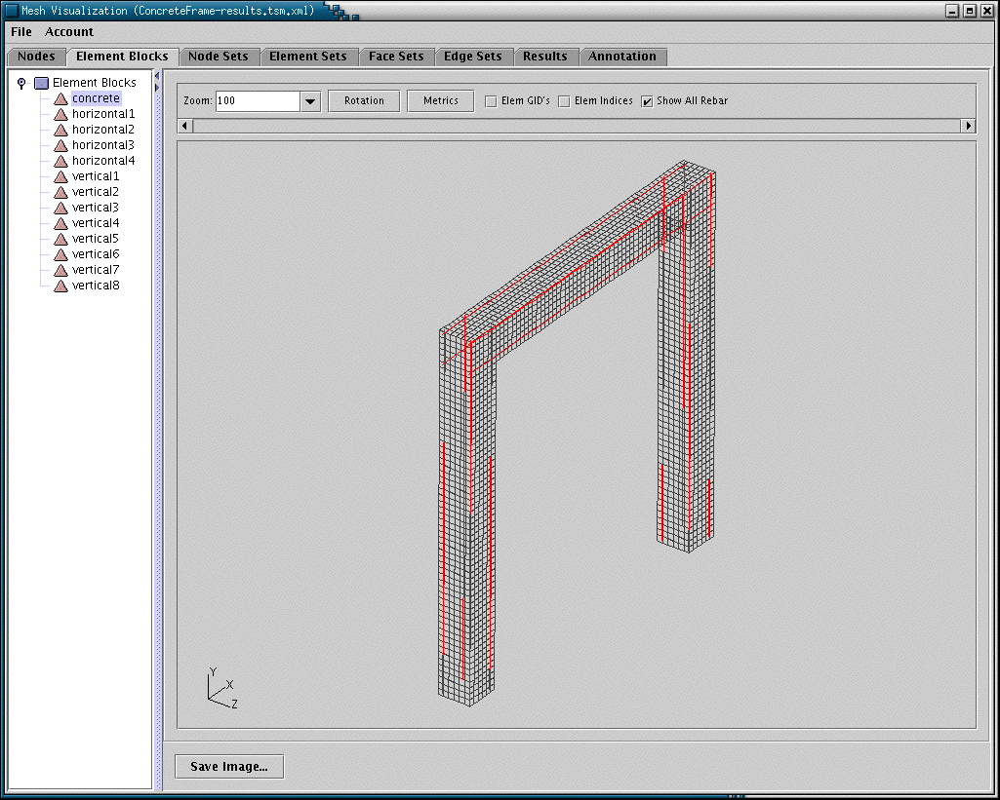 Mesh Visualization (ConcreteFrame-results.tsm.xml)
File Account
Nodes Element Blocks Node Sets Element Sets Face Sets Edge Sets Results Annotation
Element Blocks
concrete
horizontal1
horizontal2
horizontal3
horizontal4
vertical1
vertical2
vertical3
vertical4
vertical5
vertical6
vertical7
vertical8
Zoom: 100 Rotation Metrics Elem GID's Elem Indices Show All Rebar
Y
X
Z
Save Image...